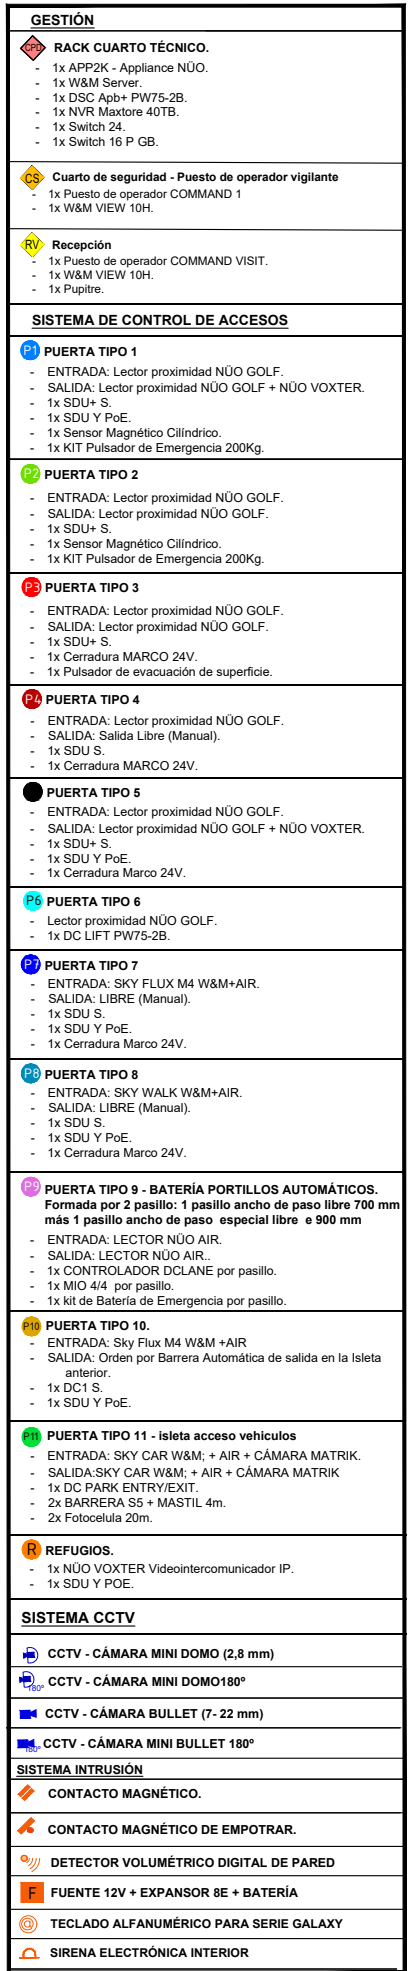 GESTIÓN
CPD RACK CUARTO TÉCNICO.
- 1x APP2K - Appliance NÜO.
- 1x W&M Server.
- 1x DSC Apb+ PW75-2B.
- 1x NVR Maxtore 40TB.
- 1x Switch 24.
- 1x Switch 16 P GB.
CS Cuarto de seguridad - Puesto de operador vigilante
- 1x Puesto de operador COMMAND 1
- 1x W&M VIEW 10H.
RV Recepción
- 1x Puesto de operador COMMAND VISIT.
- 1x W&M VIEW 10H.
- 1x Pupitre.
SISTEMA DE CONTROL DE ACCESOS
P1 PUERTA TIPO 1
- ENTRADA: Lector proximidad NÜO GOLF.
- SALIDA: Lector proximidad NÜO GOLF + NÜO VOXTER.
- 1x SDU+ S.
- 1x SDU Y PoE.
- 1x Sensor Magnético Cilíndrico.
- 1x KIT Pulsador de Emergencia 200Kg.
P2 PUERTA TIPO 2
- ENTRADA: Lector proximidad NÜO GOLF.
- SALIDA: Lector proximidad NÜO GOLF.
- 1x SDU+ S.
- 1x Sensor Magnético Cilíndrico.
- 1x KIT Pulsador de Emergencia 200Kg.
P3 PUERTA TIPO 3
- ENTRADA: Lector proximidad NÜO GOLF.
- SALIDA: Lector proximidad NÜO GOLF.
- 1x SDU+ S.
- 1x Cerradura MARCO 24V.
- 1x Pulsador de evacuación de superficie.
P4 PUERTA TIPO 4
- ENTRADA: Lector proximidad NÜO GOLF.
- SALIDA: Salida Libre (Manual).
- 1x SDU S.
- 1x Cerradura MARCO 24V.
PUERTA TIPO 5
- ENTRADA: Lector proximidad NÜO GOLF.
- SALIDA: Lector proximidad NÜO GOLF + NÜO VOXTER.
- 1x SDU+ S.
- 1x SDU Y PoE.
- 1x Cerradura Marco 24V.
P6 PUERTA TIPO 6
- Lector proximidad NÜO GOLF.
- 1x DC LIFT PW75-2B.
P7 PUERTA TIPO 7
- ENTRADA: SKY FLUX M4 W&M+AIR.
- SALIDA: LIBRE (Manual).
- 1x SDU S.
- 1x SDU Y PoE.
- 1x Cerradura Marco 24V.
P8 PUERTA TIPO 8
- ENTRADA: SKY WALK W&M+AIR.
- SALIDA: LIBRE (Manual).
- 1x SDU S.
- 1x SDU Y PoE.
- 1x Cerradura Marco 24V.
P9 PUERTA TIPO 9 - BATERÍA PORTILLOS AUTOMÁTICOS.
Formada por 2 pasillo: 1 pasillo ancho de paso libre 700 mm
más 1 pasillo ancho de paso especial libre e 900 mm
- ENTRADA: LECTOR NÜO AIR.
- SALIDA: LECTOR NÜO AIR..
- 1x CONTROLADOR DCLANE por pasillo.
- 1x MIO 4/4 por pasillo.
- 1x kit de Batería de Emergencia por pasillo.
P10 PUERTA TIPO 10.
- ENTRADA: Sky Flux M4 W&M +AIR
- SALIDA: Orden por Barrera Automática de salida en la Isleta
anterior.
- 1x DC1 S.
- 1x SDU Y PoE.
P11 PUERTA TIPO 11 - isleta acceso vehiculos
- ENTRADA: SKY CAR W&M; + AIR + CÁMARA MATRIK.
- SALIDA:SKY CAR W&M; + AIR + CÁMARA MATRIK
- 1x DC PARK ENTRY/EXIT.
- 2x BARRERA S5 + MASTIL 4m.
- 2x Fotocelula 20m.
R REFUGIOS.
- 1x NÜO VOXTER Videointercomunicador IP.
- 1x SDU Y POE.
SISTEMA CCTV
CCTV - CÁMARA MINI DOMO (2,8 mm)
180º CCTV - CÁMARA MINI DOMO180º
CCTV - CÁMARA BULLET (7- 22 mm)
180º CCTV - CÁMARA MINI BULLET 180º
SISTEMA INTRUSIÓN
CONTACTO MAGNÉTICO.
CONTACTO MAGNÉTICO DE EMPOTRAR.
DETECTOR VOLUMÉTRICO DIGITAL DE PARED
F FUENTE 12V + EXPANSOR 8E + BATERÍA
@ TECLADO ALFANUMÉRICO PARA SERIE GALAXY
SIRENA ELECTRÓNICA INTERIOR